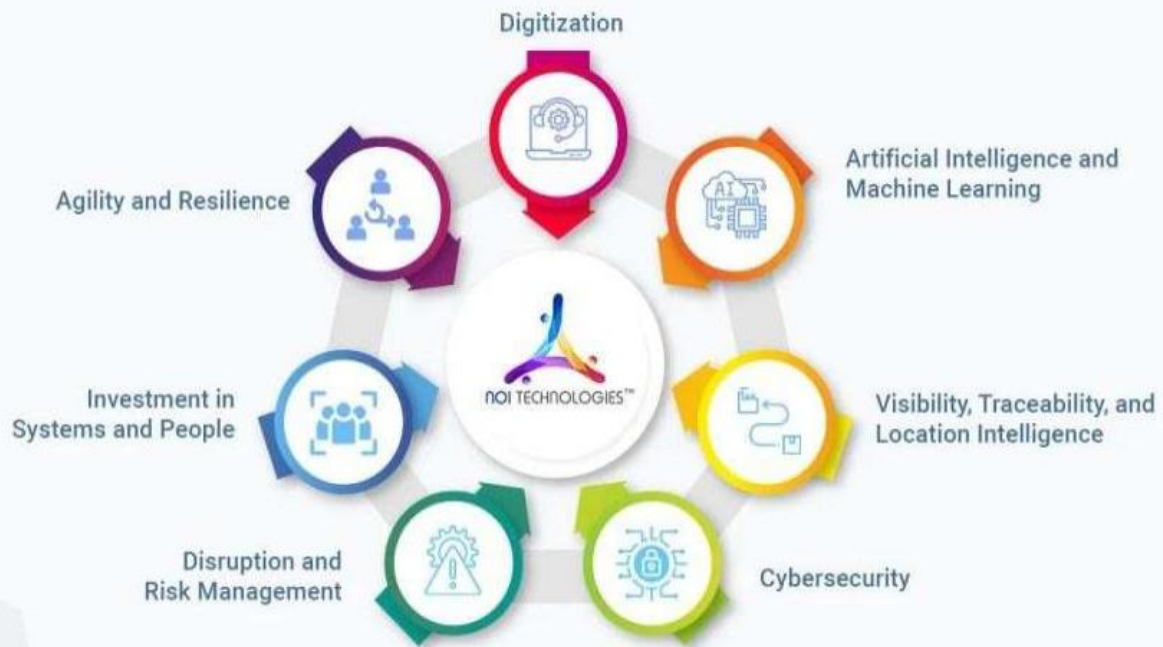 Digitization
Artificial Intelligence and
Machine Learning
Agility and Resilience
AI
NOI TECHNOLOGIES™
Investment in
Systems and People
Visibility, Traceability, and
Location Intelligence
Disruption and
Risk Management
Cybersecurity